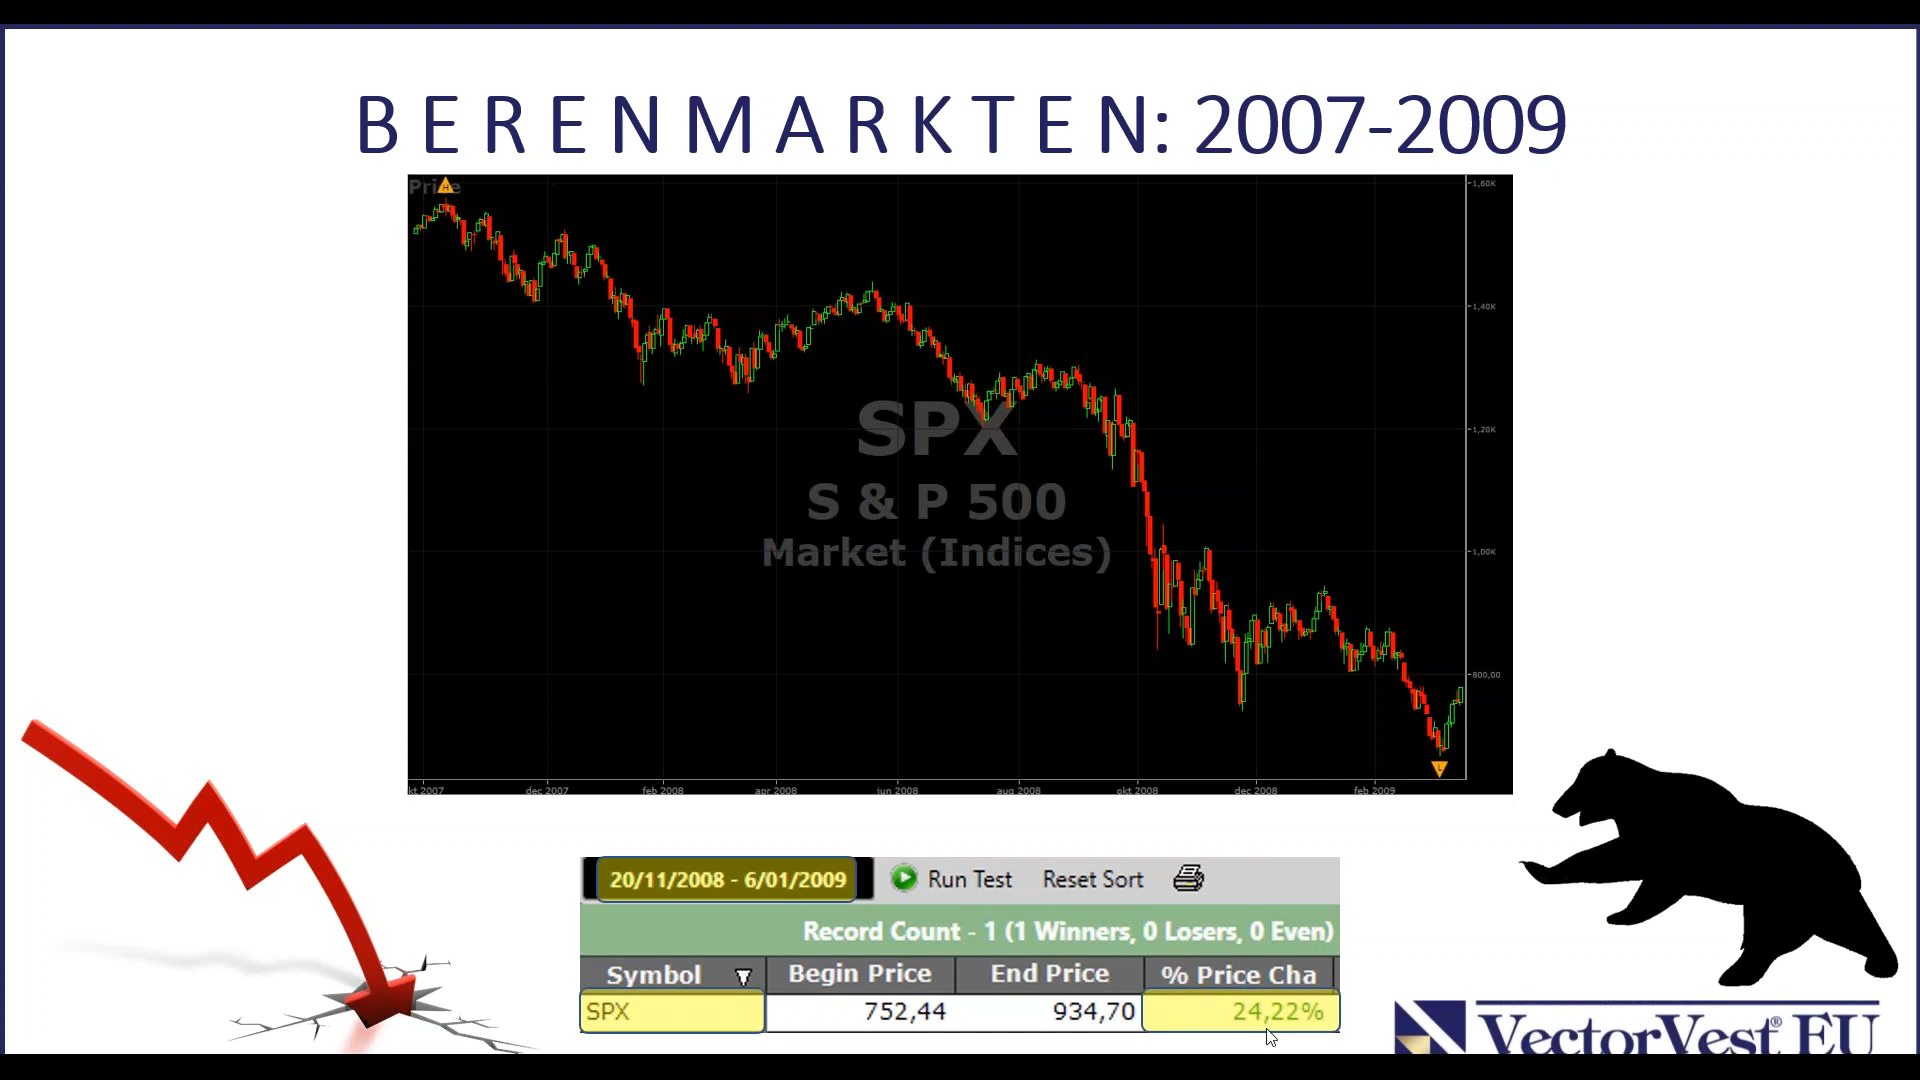 B E R E N M A R K T E N: 2007-2009
Price
1,60K
1,40K
1,20K
1,00K
800,00
SPX
S & P 500
Market (Indices)
kt 2007 dec 2007 feb 2008 apr 2008 jun 2008 aug 2008 okt 2008 dec 2008 feb 2009
20/11/2008 - 6/01/2009 Run Test Reset Sort
Record Count - 1 (1 Winners, 0 Losers, 0 Even)
Symbol Begin Price End Price % Price Cha
SPX 752,44 934,70 24,22%
VectorVest® EU